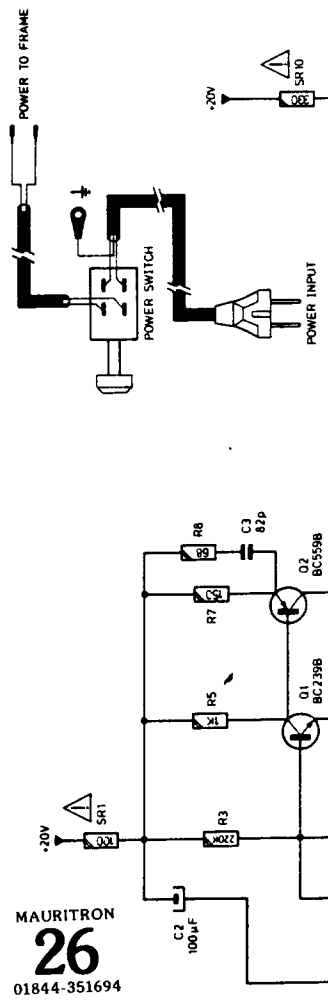 POWER TO FRAME
POWER SWITCH
POWER INPUT
+20V
SR10
330
+20V
SR1
100
R3
220K
C2
100µF
R5
1K
R7
150
R8
68
C3
82p
Q1
BC239B
Q2
BC559B
MAURITRON
26
01844-351694